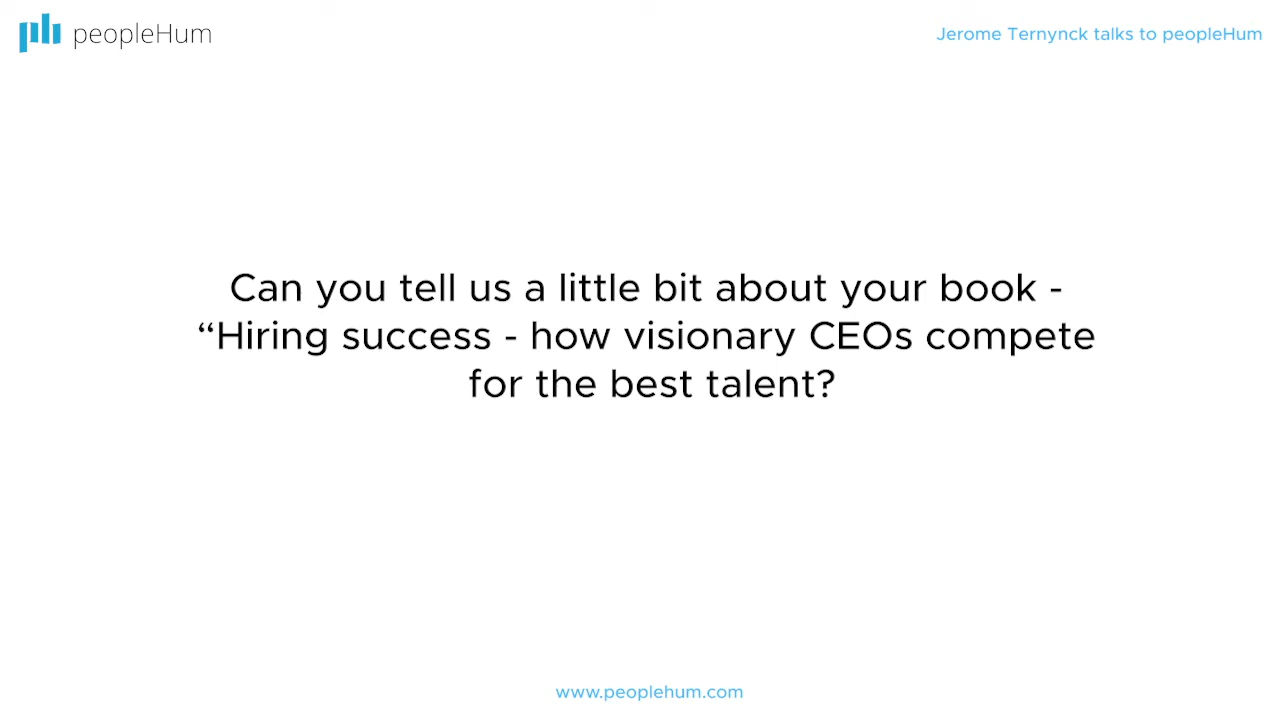 peopleHum
Jerome Ternynck talks to peopleHum
Can you tell us a little bit about your book -
“Hiring success - how visionary CEOs compete
for the best talent?
www.peoplehum.com